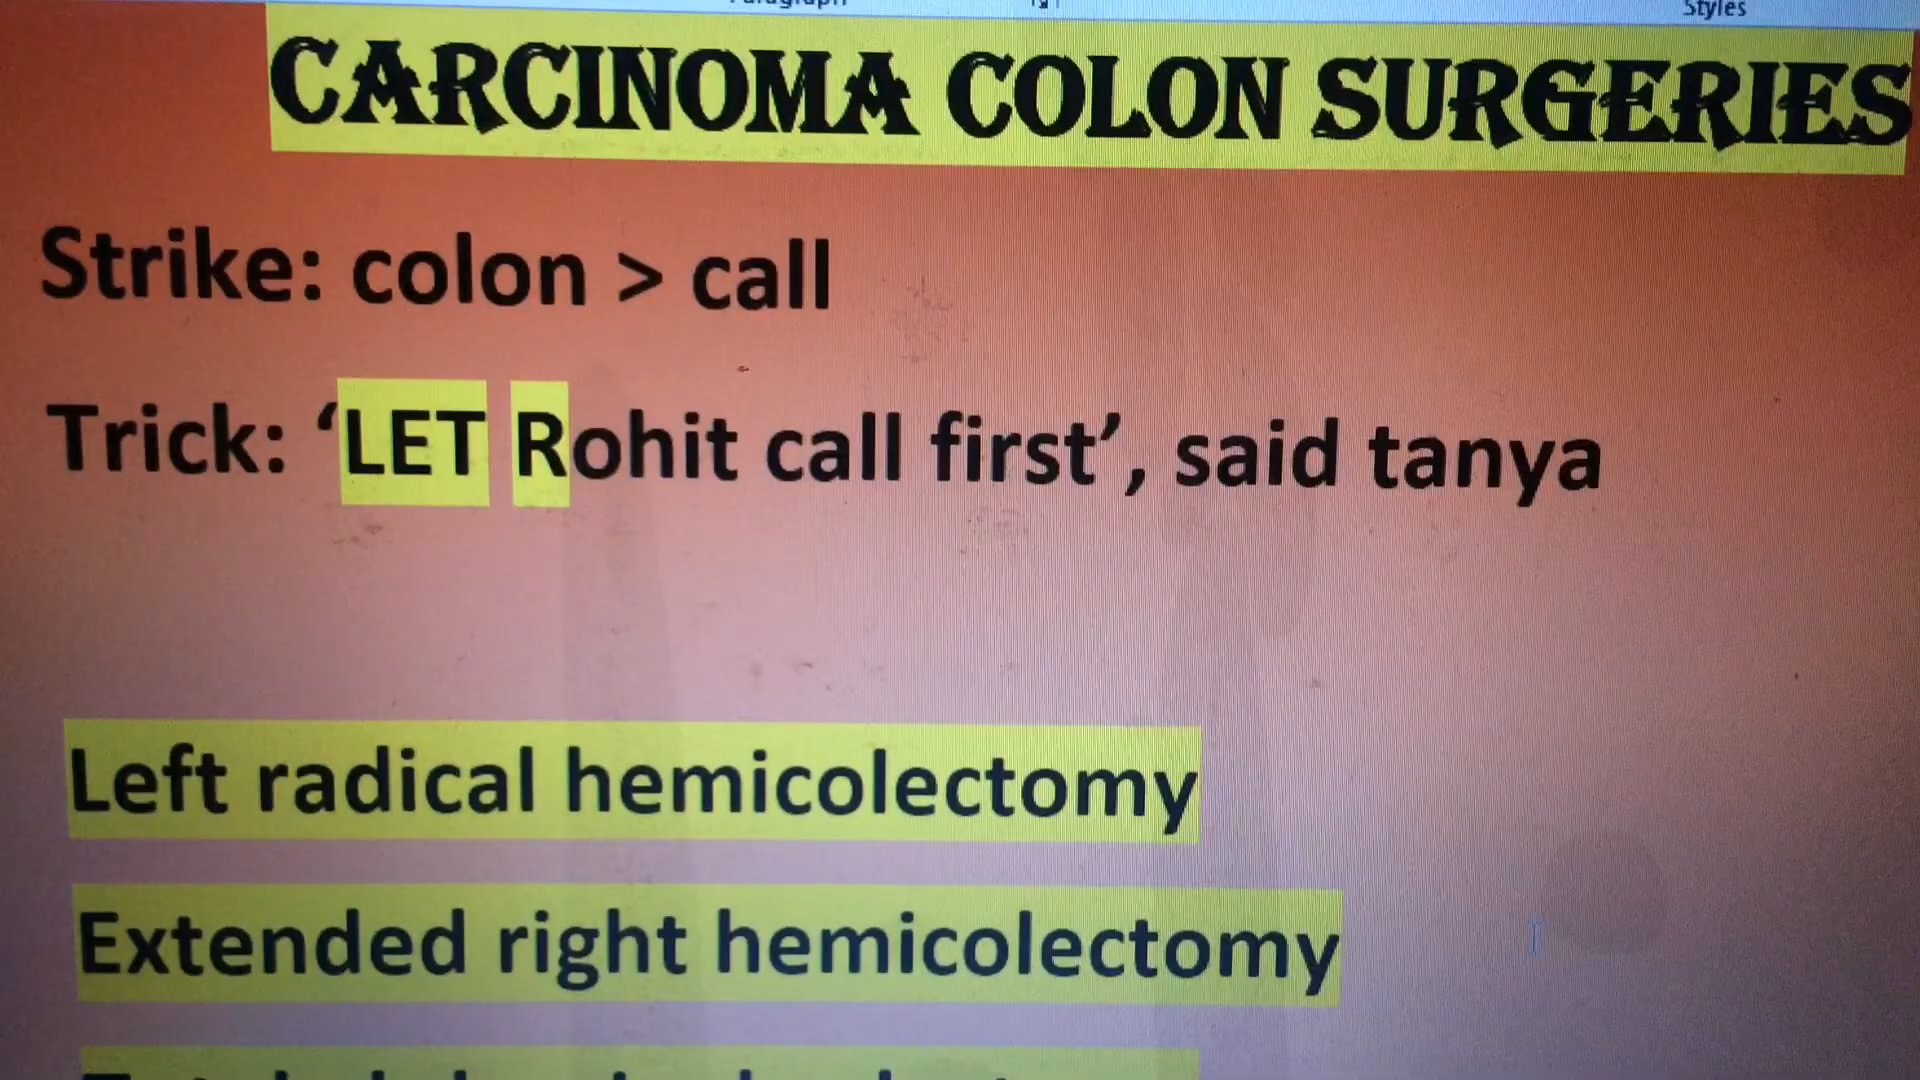 Paragraph
Styles
CARCINOMA COLON SURGERIES
Strike: colon > call
Trick: ‘LET Rohit call first’, said tanya
Left radical hemicolectomy
Extended right hemicolectomy